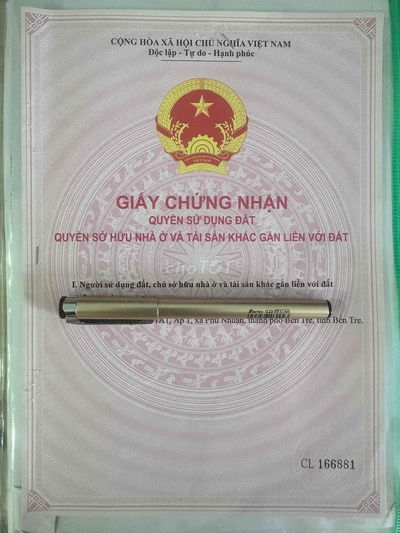 CỘNG HÒA XÃ HỘI CHỦ NGHĨA VIỆT NAM
Độc lập - Tự do - Hạnh phúc
VIỆT NAM
GIẤY CHỨNG NHẬN
QUYỀN SỬ DỤNG ĐẤT
QUYỀN SỞ HỮU NHÀ Ở VÀ TÀI SẢN KHÁC GẮN LIỀN VỚI ĐẤT
choTOT
I. Người sử dụng đất, chủ sở hữu nhà ở và tài sản khác gắn liền với đất
Ấp 1, xã Phú Nhuận, thành phố Bến Tre, tỉnh Bến Tre.
CL 166881